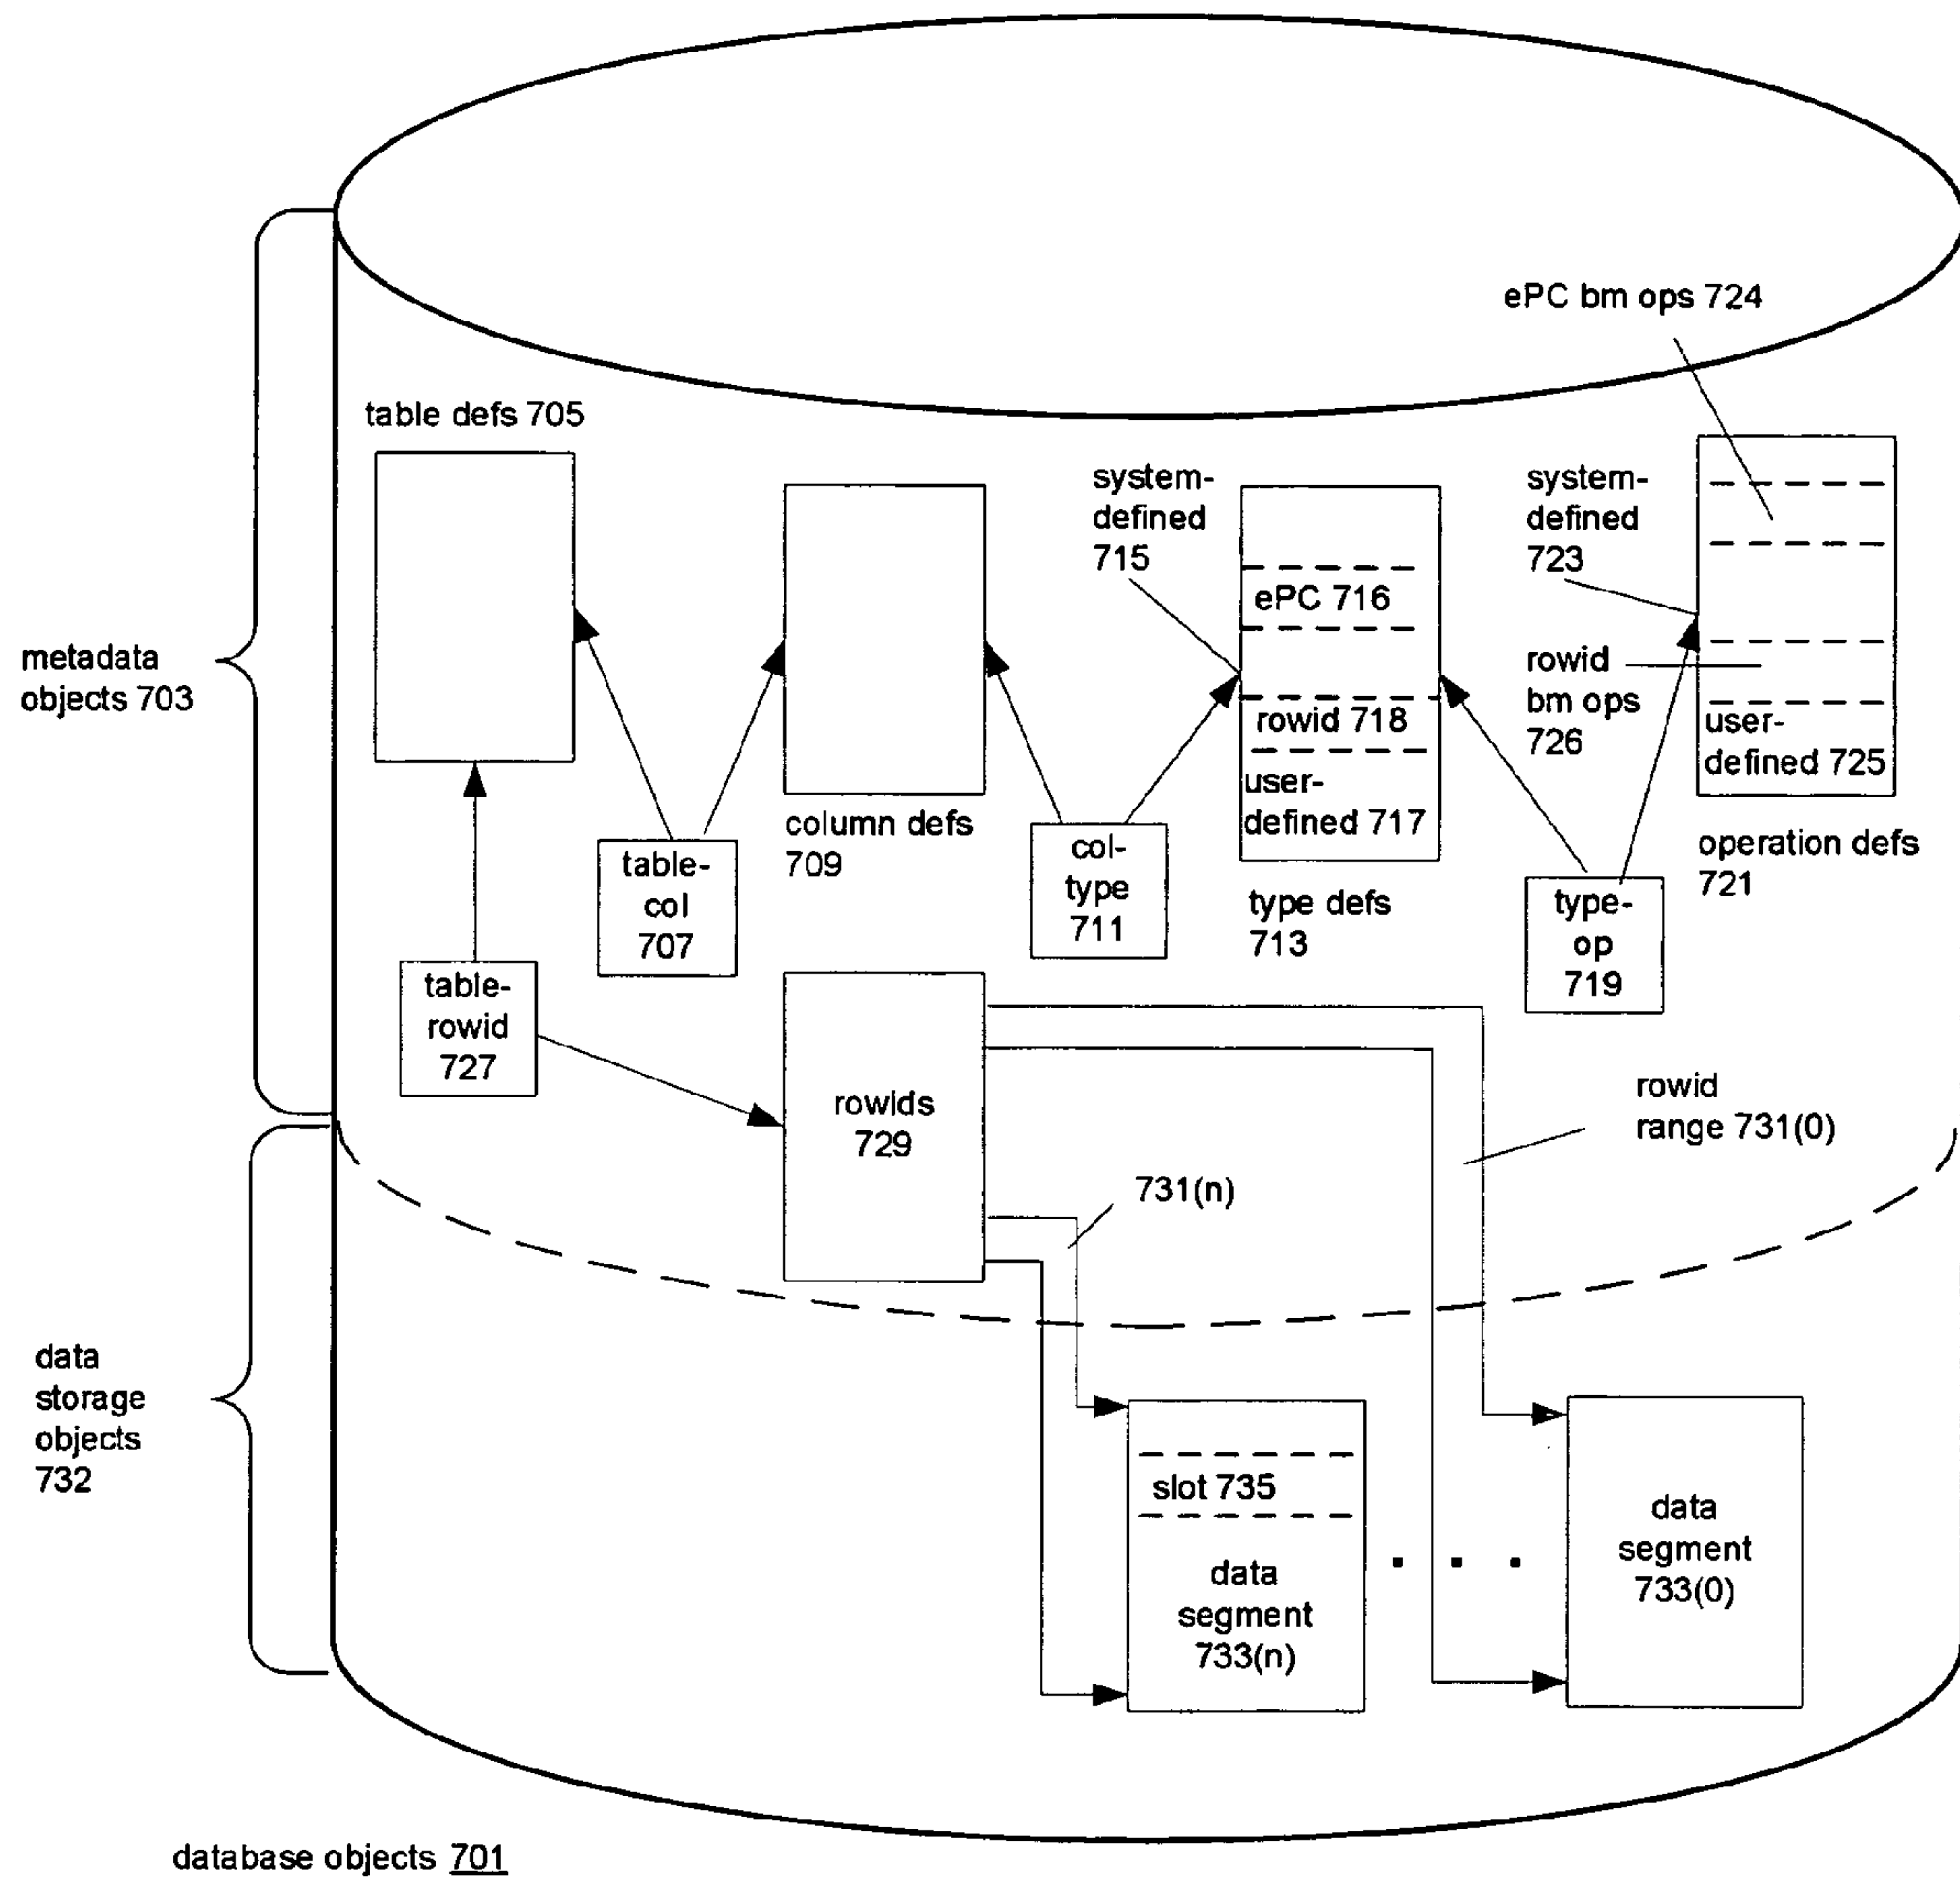 ePC bm ops 724
table defs 705
system-
defined
715
ePC 716
rowid 718
user-
defined 717
type defs
713
system-
defined
723
rowid
bm ops
726
user-
defined 725
operation defs
721
metadata
objects 703
column defs
709
table-
col
707
col-
type
711
type-
op
719
table-
rowid
727
rowids
729
rowid
range 731(0)
731(n)
data
storage
objects
732
slot 735
data
segment
733(n)
. . .
data
segment
733(0)
database objects 701